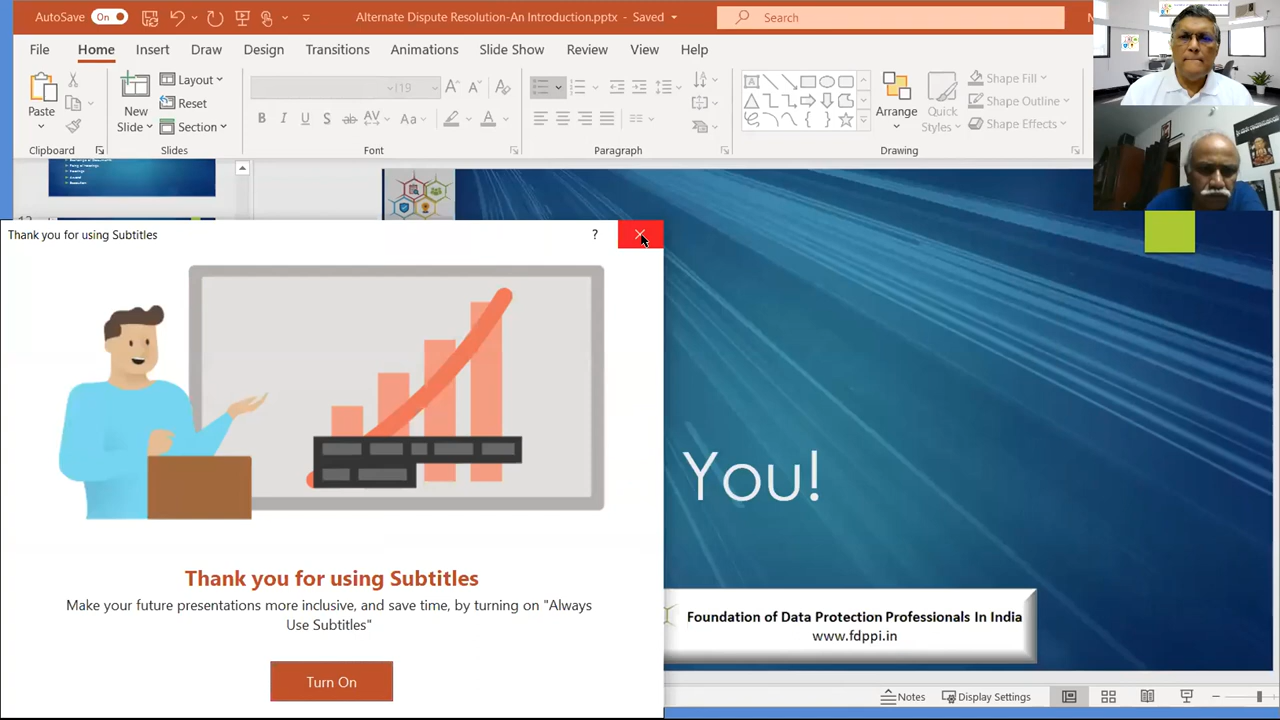 AutoSave On Alternate Dispute Resolution-An Introduction.pptx - Saved Search
File Home Insert Draw Design Transitions Animations Slide Show Review View Help
Paste
New
Slide
Layout
Reset
Section
9
B I U S ab AV Aa A
Arrange
Quick
Styles
Shape Fill
Shape Outline
Shape Effects
Clipboard Slides Font Paragraph Drawing
Thank you for using Subtitles ?
You!
Thank you for using Subtitles
Make your future presentations more inclusive, and save time, by turning on "Always
Use Subtitles"
Turn On
Foundation of Data Protection Professionals In India
www.fdppi.in
Notes Display Settings